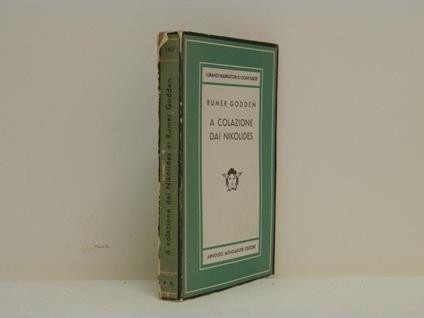 I GRANDI NARRATORI D'OGNI PAESE
RUMER GODDEN
A COLAZIONE
DAI NIKOLIDES
ARNOLDO MONDADORI EDITORE
A colazione dai Nikolides di Rumer Godden